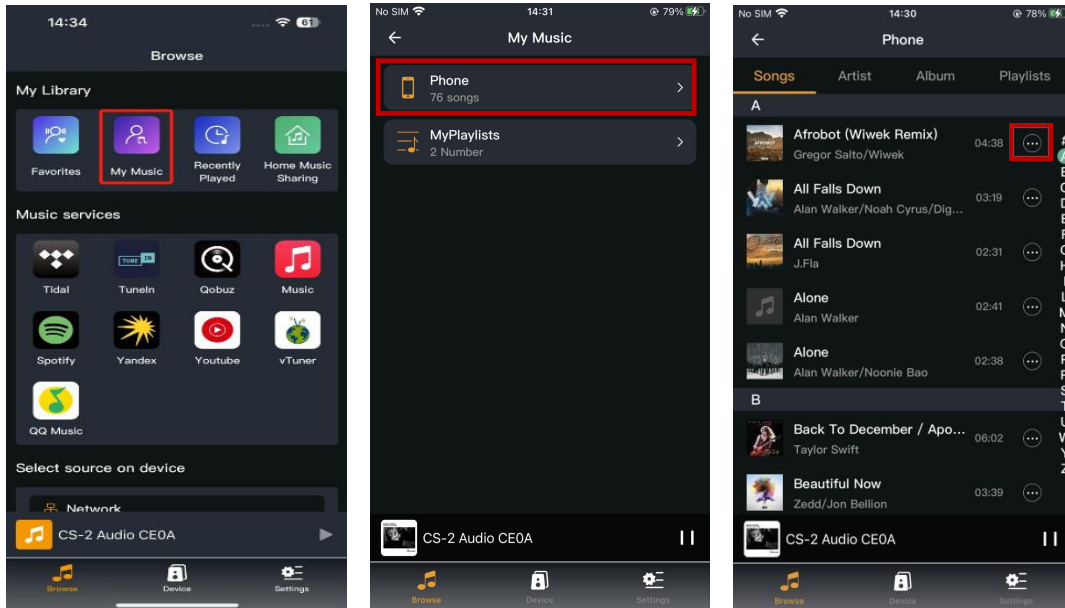 14:34
61
Browse
My Library
Favorites
My Music
Recently
Played
Home Music
Sharing
Music services
Tidal
TUNE IN
TuneIn
Qobuz
Music
Spotify
Yandex
Youtube
vTuner
QQ Music
Select source on device
Network
CS-2 Audio CE0A
Browse
Device
Settings
No SIM
14:31
79%
My Music
Phone
76 songs
MyPlaylists
2 Number
CS-2 Audio CE0A
Browse
Device
Settings
No SIM
14:30
78%
Phone
Songs
Artist
Album
Playlists
A
Afrobot (Wiwek Remix)
Gregor Salto/Wiwek
04:38
All Falls Down
Alan Walker/Noah Cyrus/Dig...
03:19
All Falls Down
J.Fla
02:31
Alone
Alan Walker
02:41
Alone
Alan Walker/Noonie Bao
02:38
B
Back To December / Apo...
Taylor Swift
06:02
Beautiful Now
Zedd/Jon Bellion
03:39
CS-2 Audio CE0A
Browse
Device
Settings